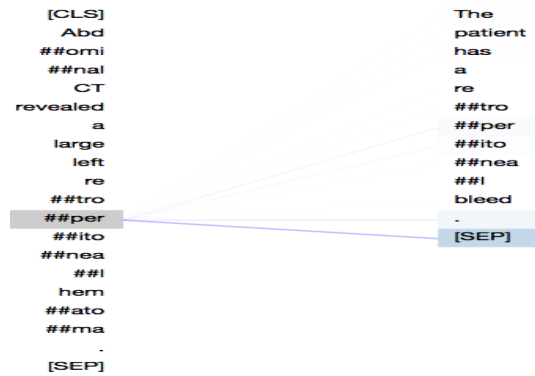 [CLS]
Abd
##omi
##nal
CT
revealed
a
large
left
re
##tro
##per
##ito
##nea
##l
hem
##ato
##ma
.
[SEP]
The
patient
has
a
re
##tro
##per
##ito
##nea
##l
bleed
.
[SEP]